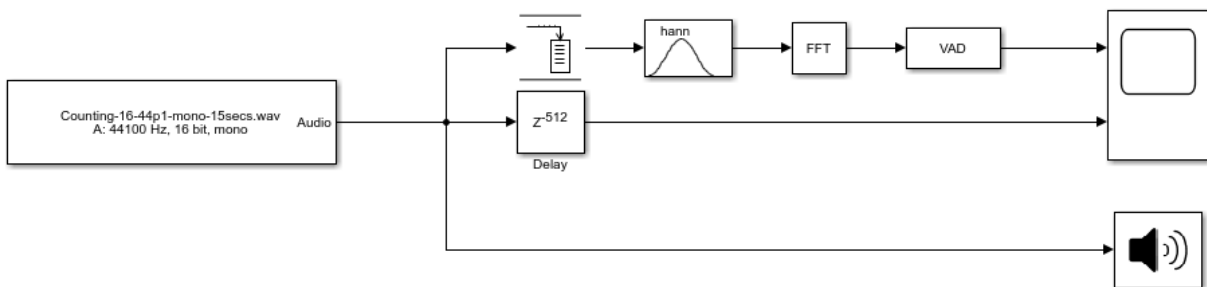 hann
FFT
VAD
Counting-16-44p1-mono-15secs.wav
A: 44100 Hz, 16 bit, mono
Audio
Z-512
Delay